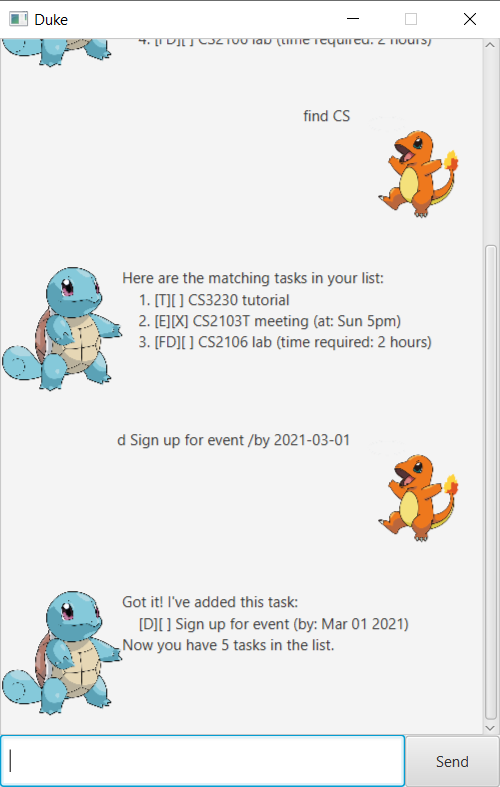 Duke
4. [FD][ ] CS2106 lab (time required: 2 hours)
find CS
Here are the matching tasks in your list:
1. [T][ ] CS3230 tutorial
2. [E][X] CS2103T meeting (at: Sun 5pm)
3. [FD][ ] CS2106 lab (time required: 2 hours)
d Sign up for event /by 2021-03-01
Got it! I've added this task:
[D][ ] Sign up for event (by: Mar 01 2021)
Now you have 5 tasks in the list.
Send